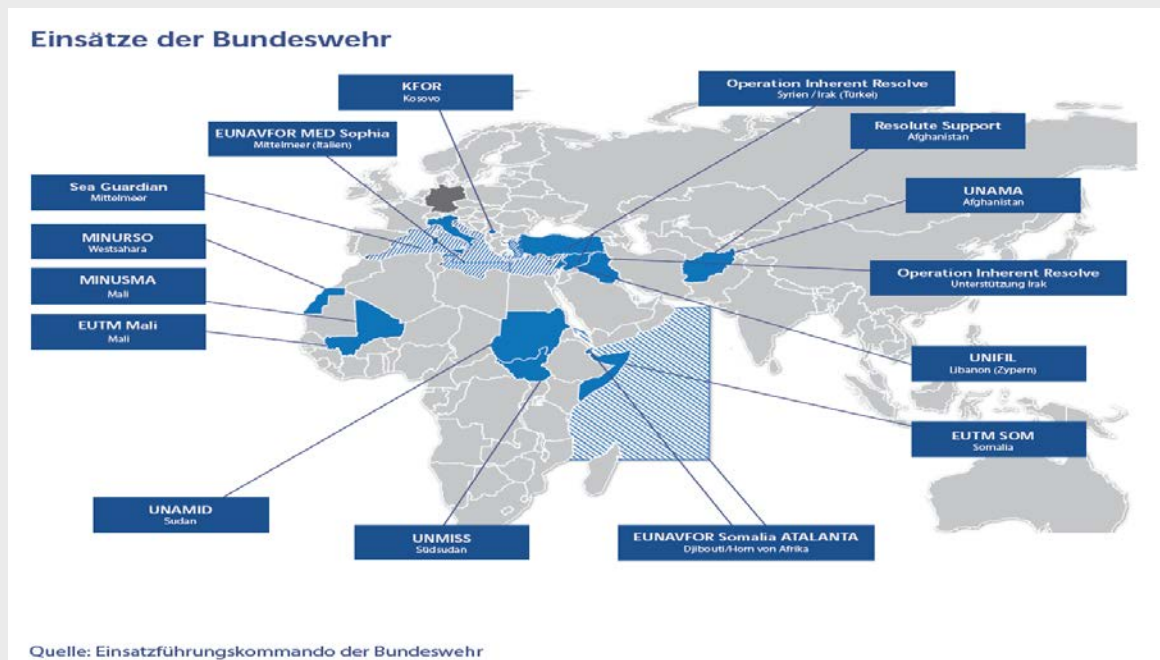 Einsätze der Bundeswehr
KFOR
Kosovo
Operation Inherent Resolve
Syrien / Irak (Türkei)
EUNAVFOR MED Sophia
Mittelmeer (Italien)
Resolute Support
Afghanistan
Sea Guardian
Mittelmeer
UNAMA
Afghanistan
MINURSO
Westsahara
MINUSMA
Mali
Operation Inherent Resolve
Unterstützung Irak
EUTM Mali
Mali
UNIFIL
Libanon (Zypern)
EUTM SOM
Somalia
UNAMID
Sudan
UNMISS
Südsudan
EUNAVFOR Somalia ATALANTA
Djibouti/Horn von Afrika
Quelle: Einsatzführungskommando der Bundeswehr